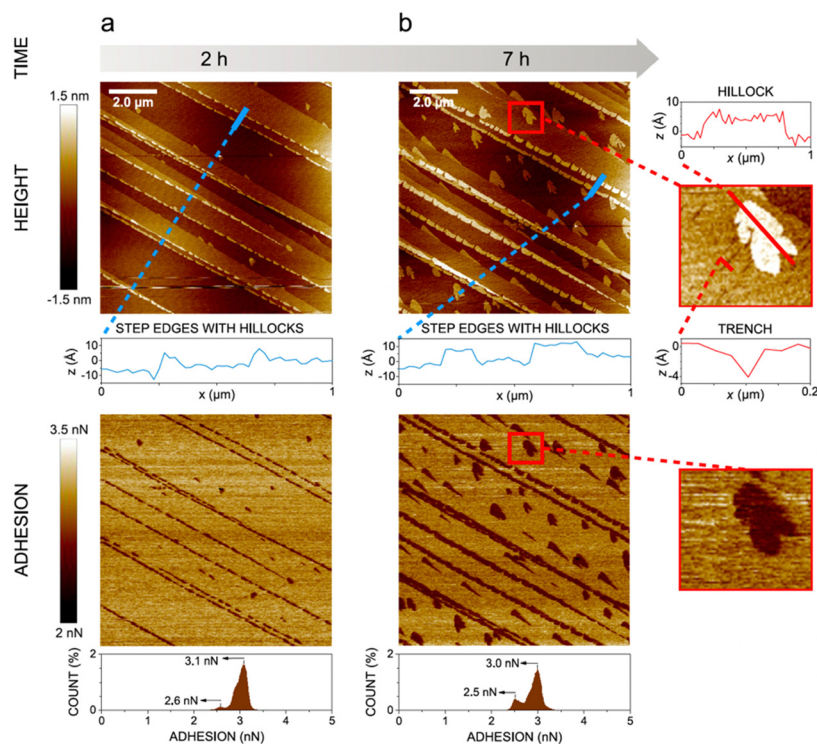 a
b
TIME
2 h
7 h
1.5 nm
HEIGHT
-1.5 nm
2.0 µm
2.0 µm
HILLOCK
z (Å)
10
0
0
1
x (µm)
STEP EDGES WITH HILLOCKS
z (Å)
10
0
-10
0
1
x (µm)
STEP EDGES WITH HILLOCKS
z (Å)
10
0
-10
0
1
x (µm)
TRENCH
z (Å)
0
-4
0
0.2
x (µm)
3.5 nN
ADHESION
2 nN
COUNT (%)
2
0
3.1 nN
2.6 nN
0 1 2 3 4 5
ADHESION (nN)
COUNT (%)
2
0
3.0 nN
2.5 nN
0 1 2 3 4 5
ADHESION (nN)